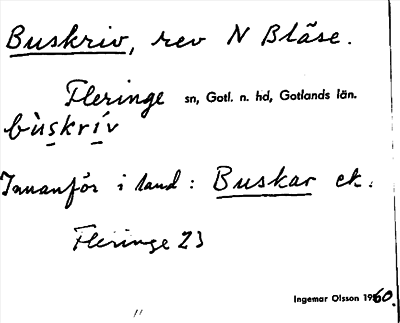 Buskriv, rev N Bläse.
Fleringe sn, Gotl. n. hd, Gotlands län.
bùskrív
Innanför i land: Buskar ek.
Fleringe 23
Ingemar Olsson 1960.